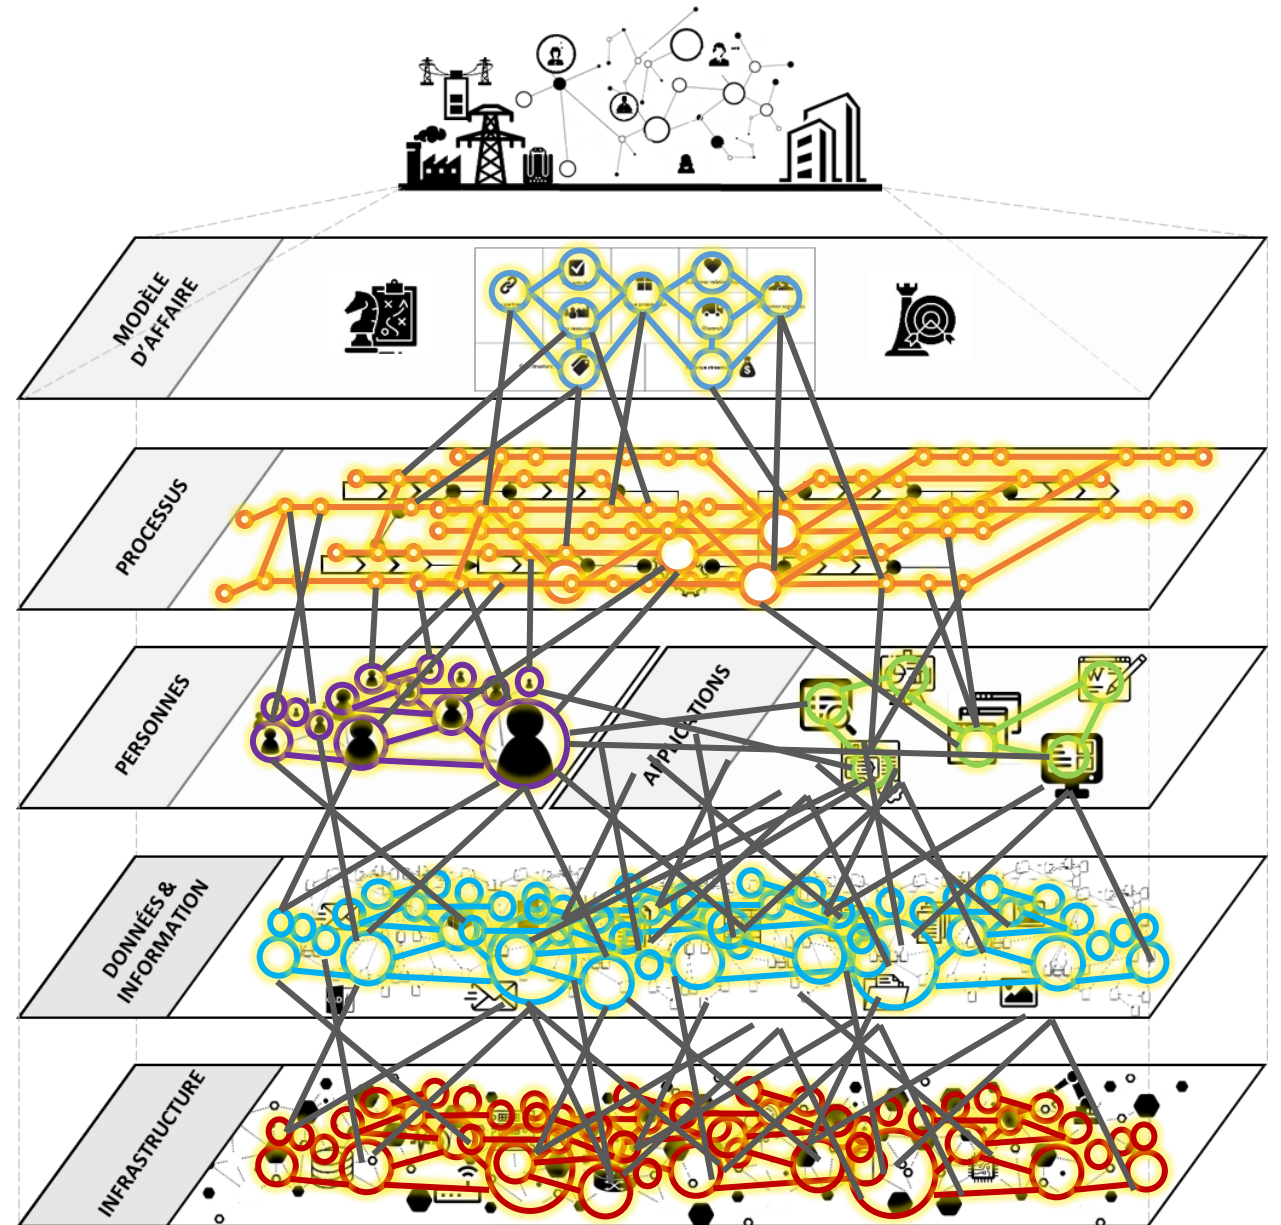 MODÈLE
D'AFFAIRE
PROCESSUS
PERSONNES
APPLICATIONS
DONNÉES &
INFORMATION
INFRASTRUCTURE